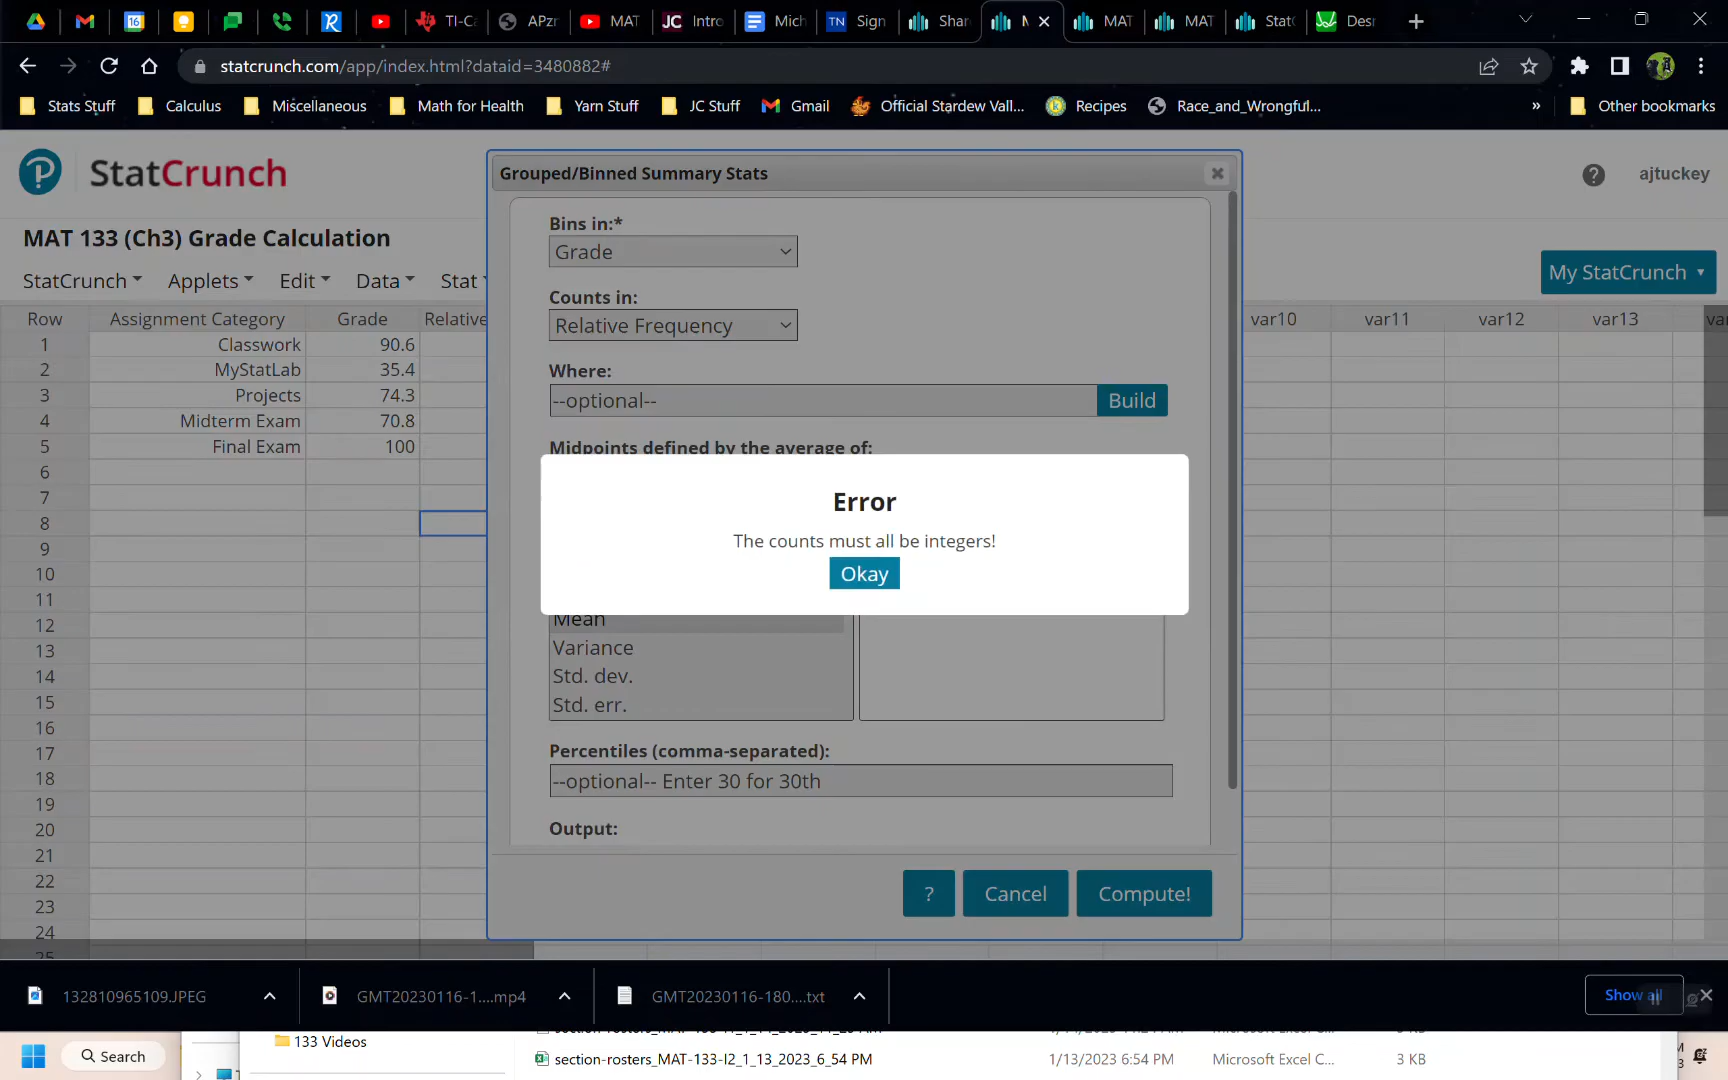 TI-Ca
APzn
MAT
JC Intro
Mich
TN Sign
Shar
M
MAT
MAT
StatC
Desn
statcrunch.com/app/index.html?dataid=3480882#
Stats Stuff
Calculus
Miscellaneous
Math for Health
Yarn Stuff
JC Stuff
Gmail
Official Stardew Vall...
Recipes
Race_and_Wrongful...
»
Other bookmarks
StatCrunch
ajtuckey
MAT 133 (Ch3) Grade Calculation
StatCrunch
Applets
Edit
Data
Stat
My StatCrunch
Row Assignment Category Grade Relative var10 var11 var12 var13 va
1 Classwork 90.6
2 MyStatLab 35.4
3 Projects 74.3
4 Midterm Exam 70.8
5 Final Exam 100
6
7
8
9
10
11
12
13
14
15
16
17
18
19
20
21
22
23
24
25
Grouped/Binned Summary Stats
Bins in:*
Grade
Counts in:
Relative Frequency
Where:
--optional--
Build
Midpoints defined by the average of:
Error
The counts must all be integers!
Okay
Mean
Variance
Std. dev.
Std. err.
Percentiles (comma-separated):
--optional-- Enter 30 for 30th
Output:
?
Cancel
Compute!
132810965109.JPEG
GMT20230116-1....mp4
GMT20230116-180....txt
Show all
Search
133 Videos
section-rosters_MAT-133-I2_1_13_2023_6_54 PM
1/13/2023 6:54 PM
Microsoft Excel C...
3 KB